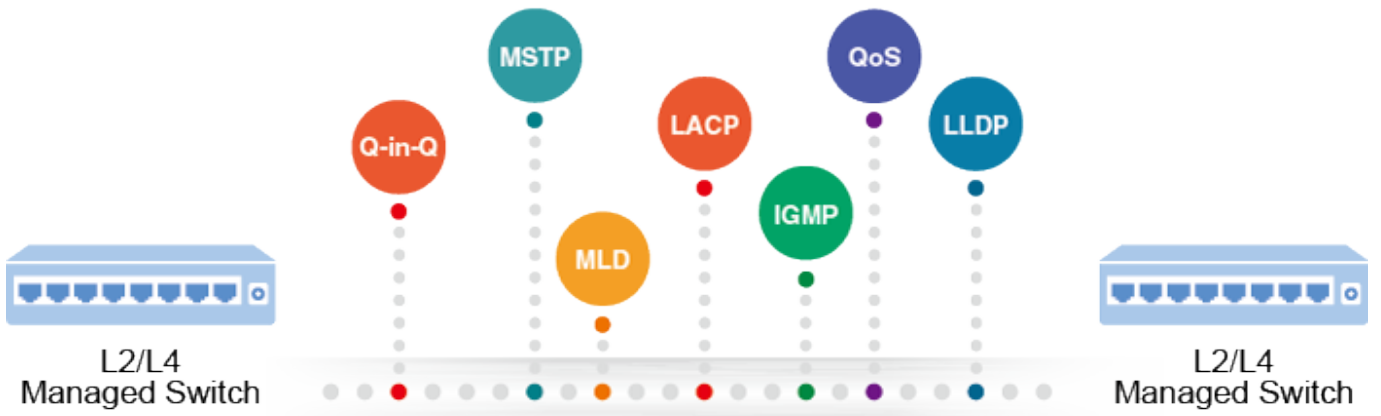 MSTP
QoS
LACP
LLDP
Q-in-Q
IGMP
MLD
L2/L4
Managed Switch
L2/L4
Managed Switch